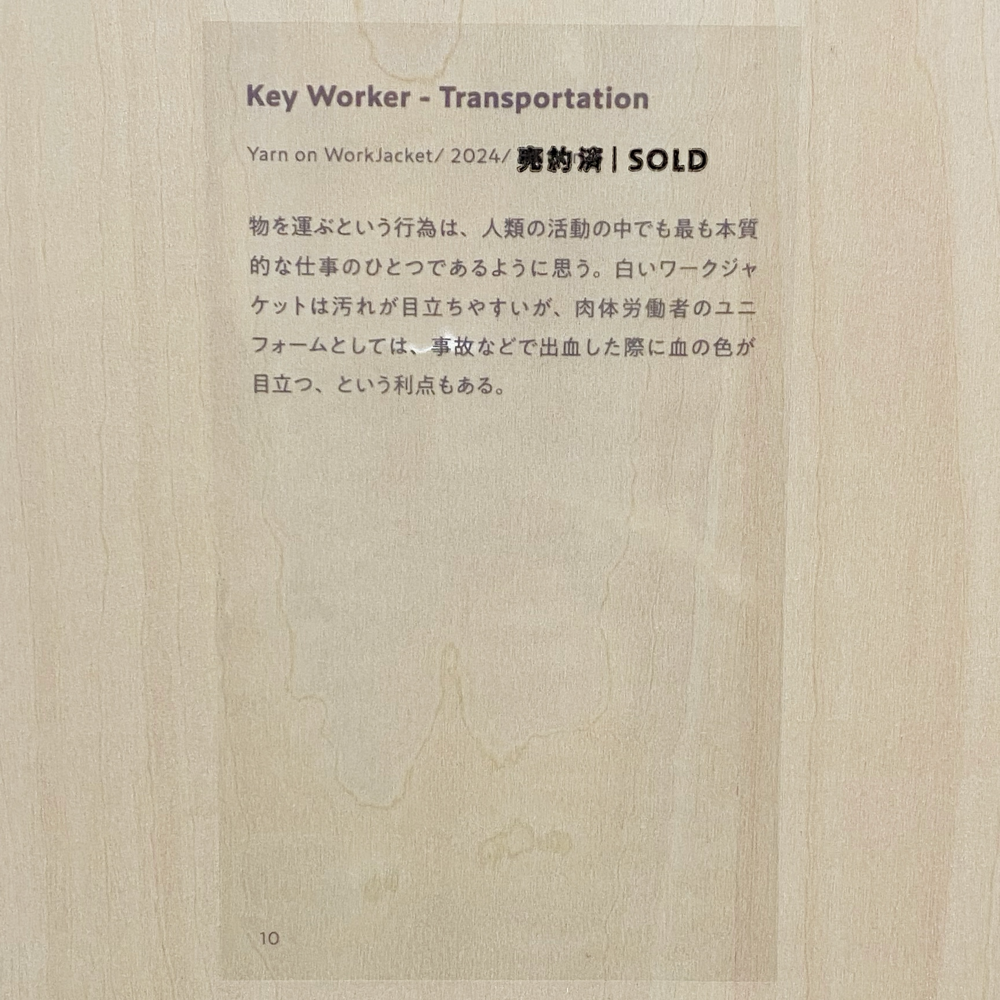 Key Worker - Transportation
Yarn on WorkJacket/ 2024/ 売約済 | SOLD
物を運ぶという行為は、人類の活動の中でも最も本質
的な仕事のひとつであるように思う。白いワークジャ
ケットは汚れが目立ちやすいが、肉体労働者のユニ
フォームとしては、事故などで出血した際に血の色が
目立つ、という利点もある。
10